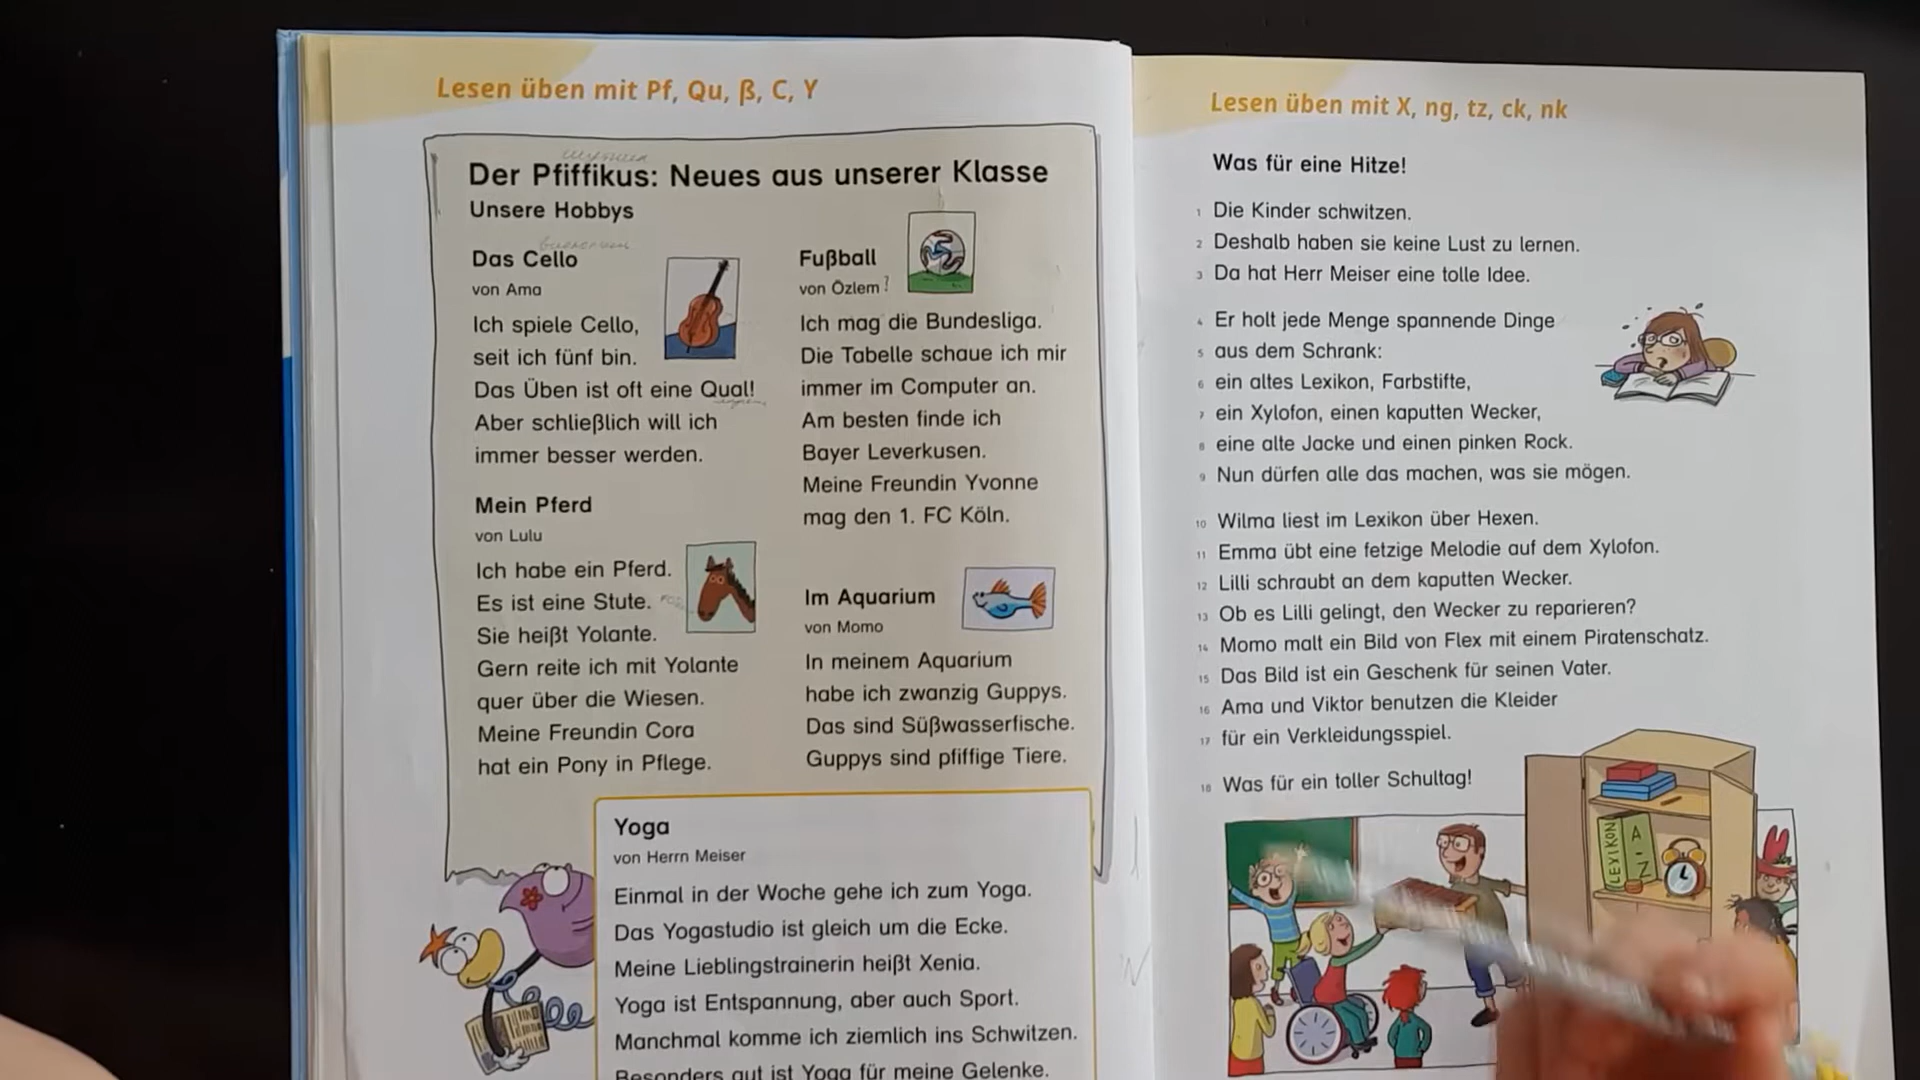 Lesen üben mit Pf, Qu, ß, C, Y
Der Pfiffikus: Neues aus unserer Klasse
Unsere Hobbys
Das Cello
von Ama
Ich spiele Cello,
seit ich fünf bin.
Das Üben ist oft eine Qual!
Aber schließlich will ich
immer besser werden.
Mein Pferd
von Lulu
Ich habe ein Pferd.
Es ist eine Stute.
Sie heißt Yolante.
Gern reite ich mit Yolante
quer über die Wiesen.
Meine Freundin Cora
hat ein Pony in Pflege.
Fußball
von Özlem ?
Ich mag die Bundesliga.
Die Tabelle schaue ich mir
immer im Computer an.
Am besten finde ich
Bayer Leverkusen.
Meine Freundin Yvonne
mag den 1. FC Köln.
Im Aquarium
von Momo
In meinem Aquarium
habe ich zwanzig Guppys.
Das sind Süßwasserfische.
Guppys sind pfiffige Tiere.
Yoga
von Herrn Meiser
Einmal in der Woche gehe ich zum Yoga.
Das Yogastudio ist gleich um die Ecke.
Meine Lieblingstrainerin heißt Xenia.
Yoga ist Entspannung, aber auch Sport.
Manchmal komme ich ziemlich ins Schwitzen.
Besonders gut ist Yoga für meine Gelenke.
Lesen üben mit X, ng, tz, ck, nk
Was für eine Hitze!
1 Die Kinder schwitzen.
2 Deshalb haben sie keine Lust zu lernen.
3 Da hat Herr Meiser eine tolle Idee.
4 Er holt jede Menge spannende Dinge
5 aus dem Schrank:
6 ein altes Lexikon, Farbstifte,
7 ein Xylofon, einen kaputten Wecker,
8 eine alte Jacke und einen pinken Rock.
9 Nun dürfen alle das machen, was sie mögen.
10 Wilma liest im Lexikon über Hexen.
11 Emma übt eine fetzige Melodie auf dem Xylofon.
12 Lilli schraubt an dem kaputten Wecker.
13 Ob es Lilli gelingt, den Wecker zu reparieren?
14 Momo malt ein Bild von Flex mit einem Piratenschatz.
15 Das Bild ist ein Geschenk für seinen Vater.
16 Ama und Viktor benutzen die Kleider
17 für ein Verkleidungsspiel.
18 Was für ein toller Schultag!
LEXIKON
A - Z